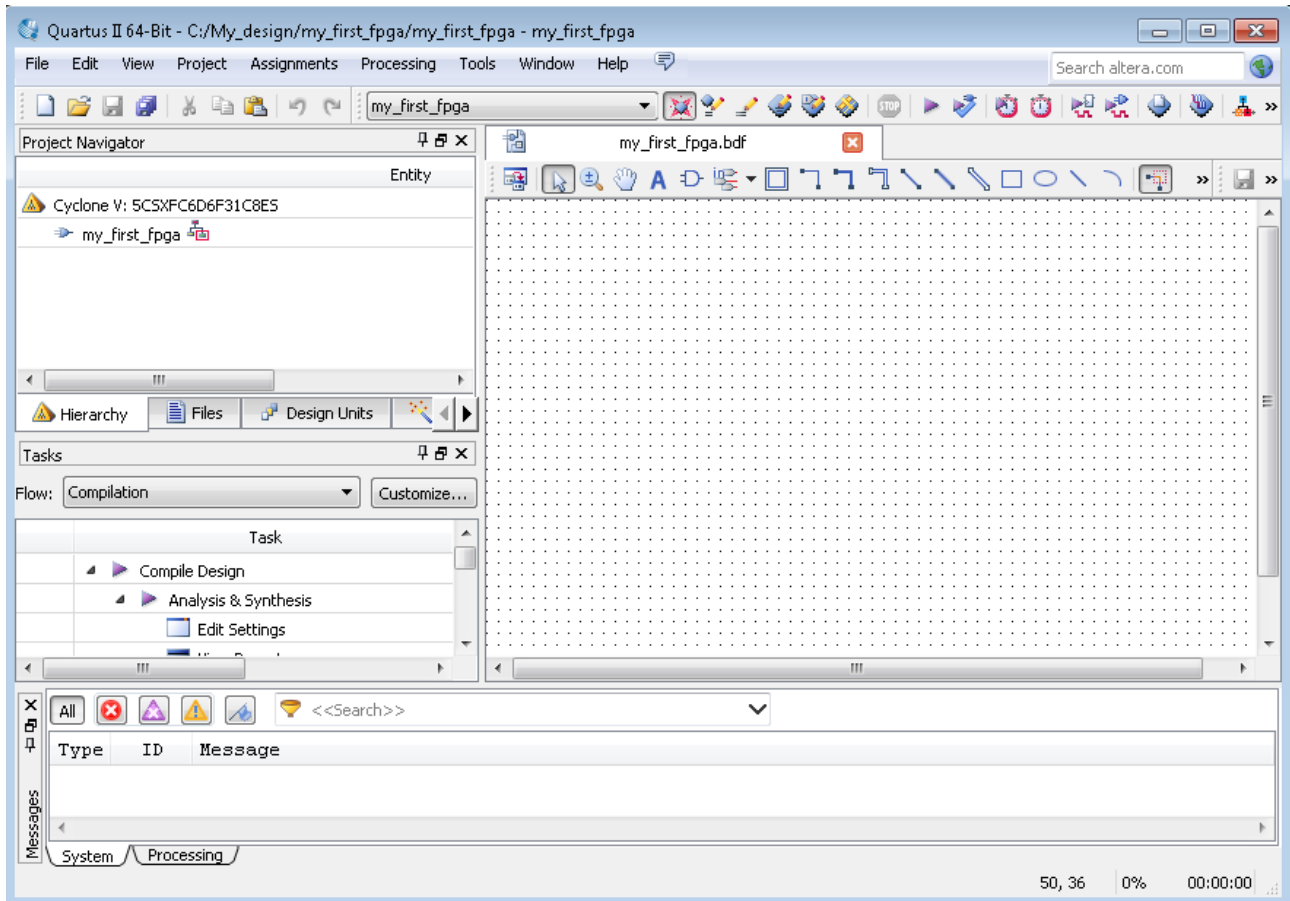 Quartus II 64-Bit - C:/My_design/my_first_fpga/my_first_fpga - my_first_fpga
File Edit View Project Assignments Processing Tools Window Help
Search altera.com
my_first_fpga
STOP
Project Navigator
my_first_fpga.bdf
Entity
Cyclone V: 5CSXFC6D6F31C8ES
my_first_fpga
Hierarchy Files Design Units
Tasks
Flow: Compilation Customize...
Task
Compile Design
Analysis & Synthesis
Edit Settings
All <<Search>>
Type ID Message
Messages
System Processing
50, 36 0% 00:00:00